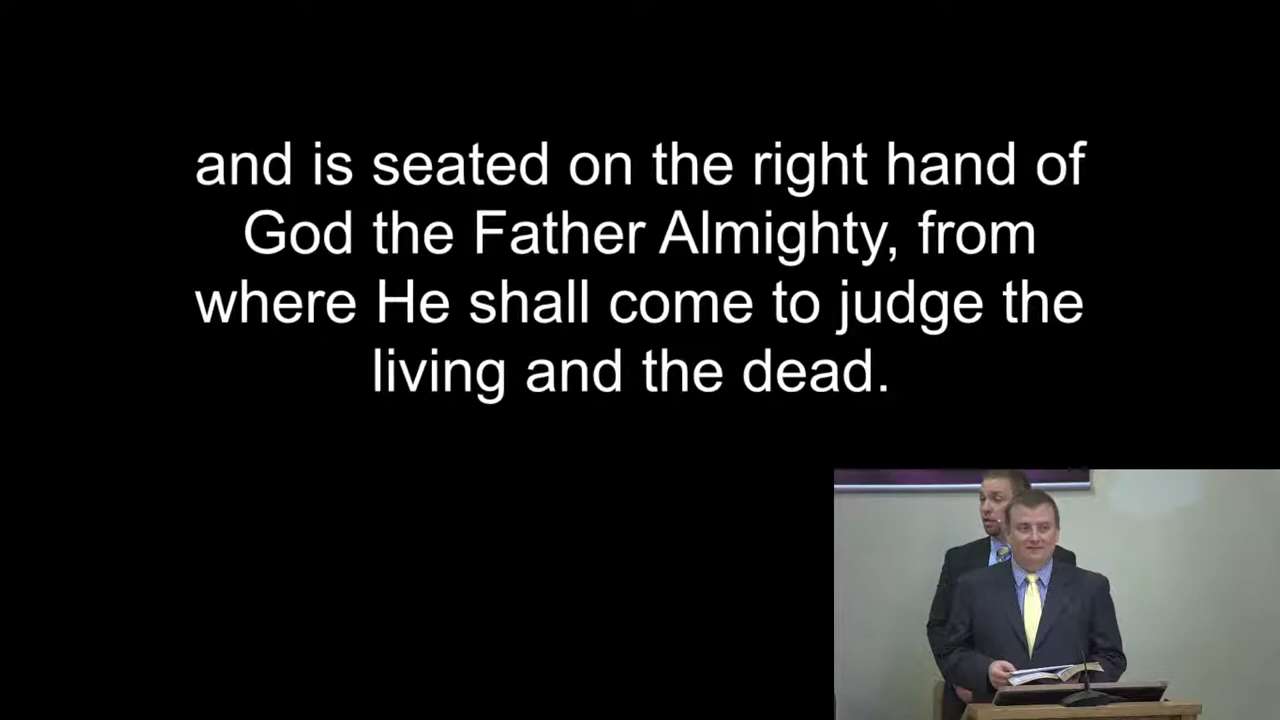 and is seated on the right hand of
God the Father Almighty, from
where He shall come to judge the
living and the dead.